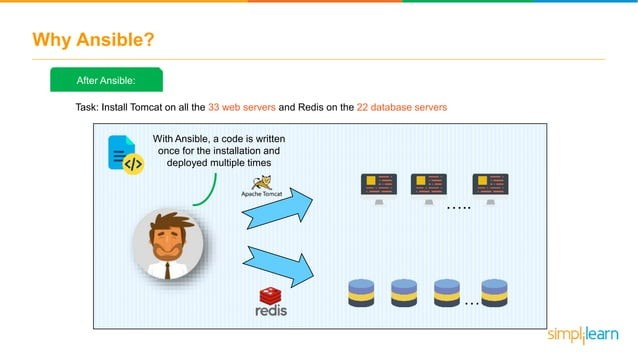 Why Ansible?
After Ansible:
Task: Install Tomcat on all the 33 web servers and Redis on the 22 database servers
With Ansible, a code is written
once for the installation and
deployed multiple times
</>
Apache Tomcat
.....
redis
...
simplilearn